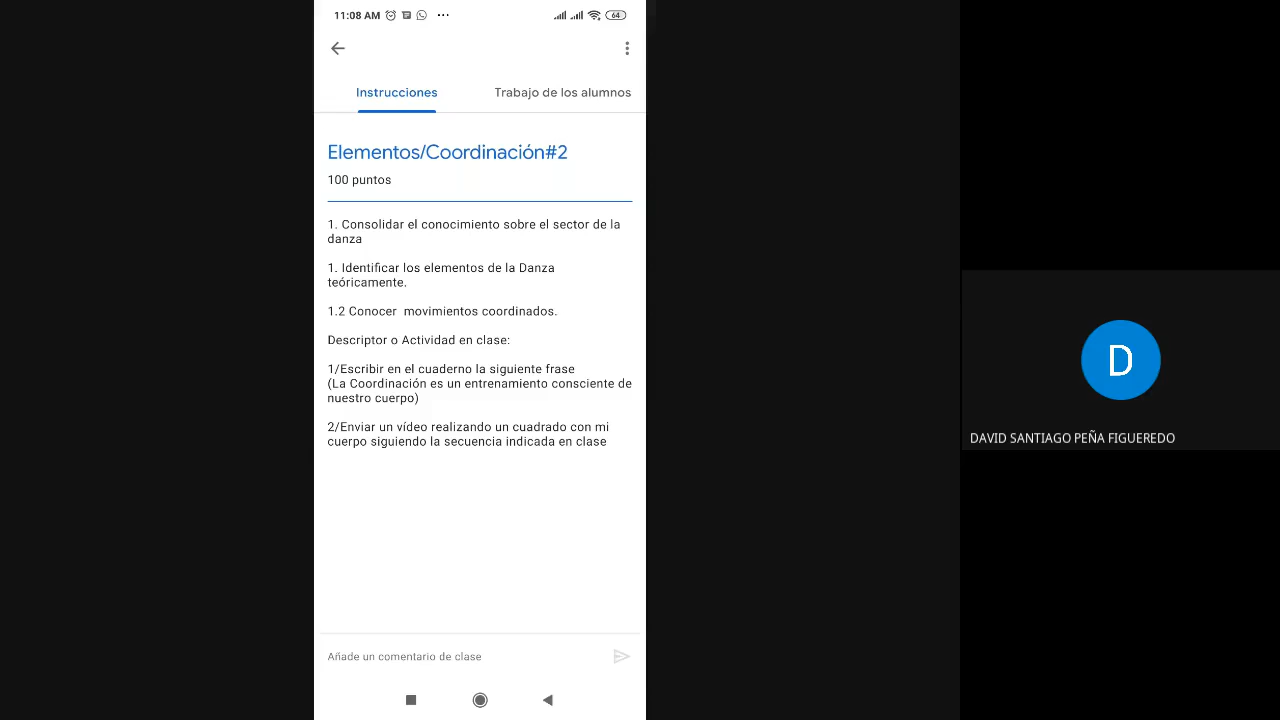 11:08 AM
64
Instrucciones
Trabajo de los alumnos
Elementos/Coordinación#2
100 puntos
1. Consolidar el conocimiento sobre el sector de la
danza
1. Identificar los elementos de la Danza
teóricamente.
1.2 Conocer  movimientos coordinados.
Descriptor o Actividad en clase:
1/Escribir en el cuaderno la siguiente frase
(La Coordinación es un entrenamiento consciente de
nuestro cuerpo)
2/Enviar un vídeo realizando un cuadrado con mi
cuerpo siguiendo la secuencia indicada en clase
Añade un comentario de clase
D
DAVID SANTIAGO PEÑA FIGUEREDO